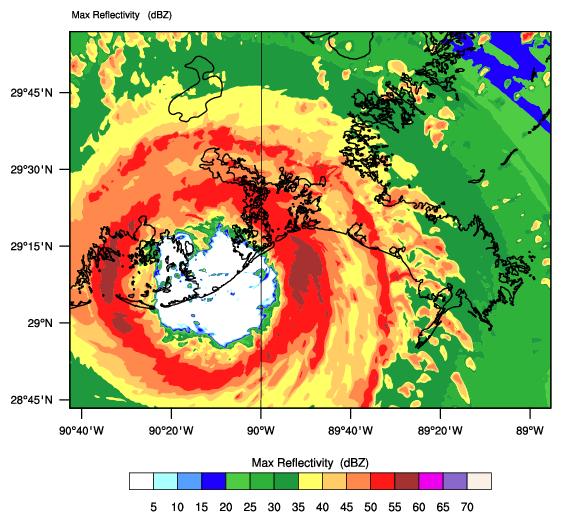 Max Reflectivity (dBZ)
29°45'N
29°30'N
29°15'N
29°N
28°45'N
90°40'W 90°20'W 90°W 89°40'W 89°20'W 89°W
Max Reflectivity (dBZ)
5 10 15 20 25 30 35 40 45 50 55 60 65 70